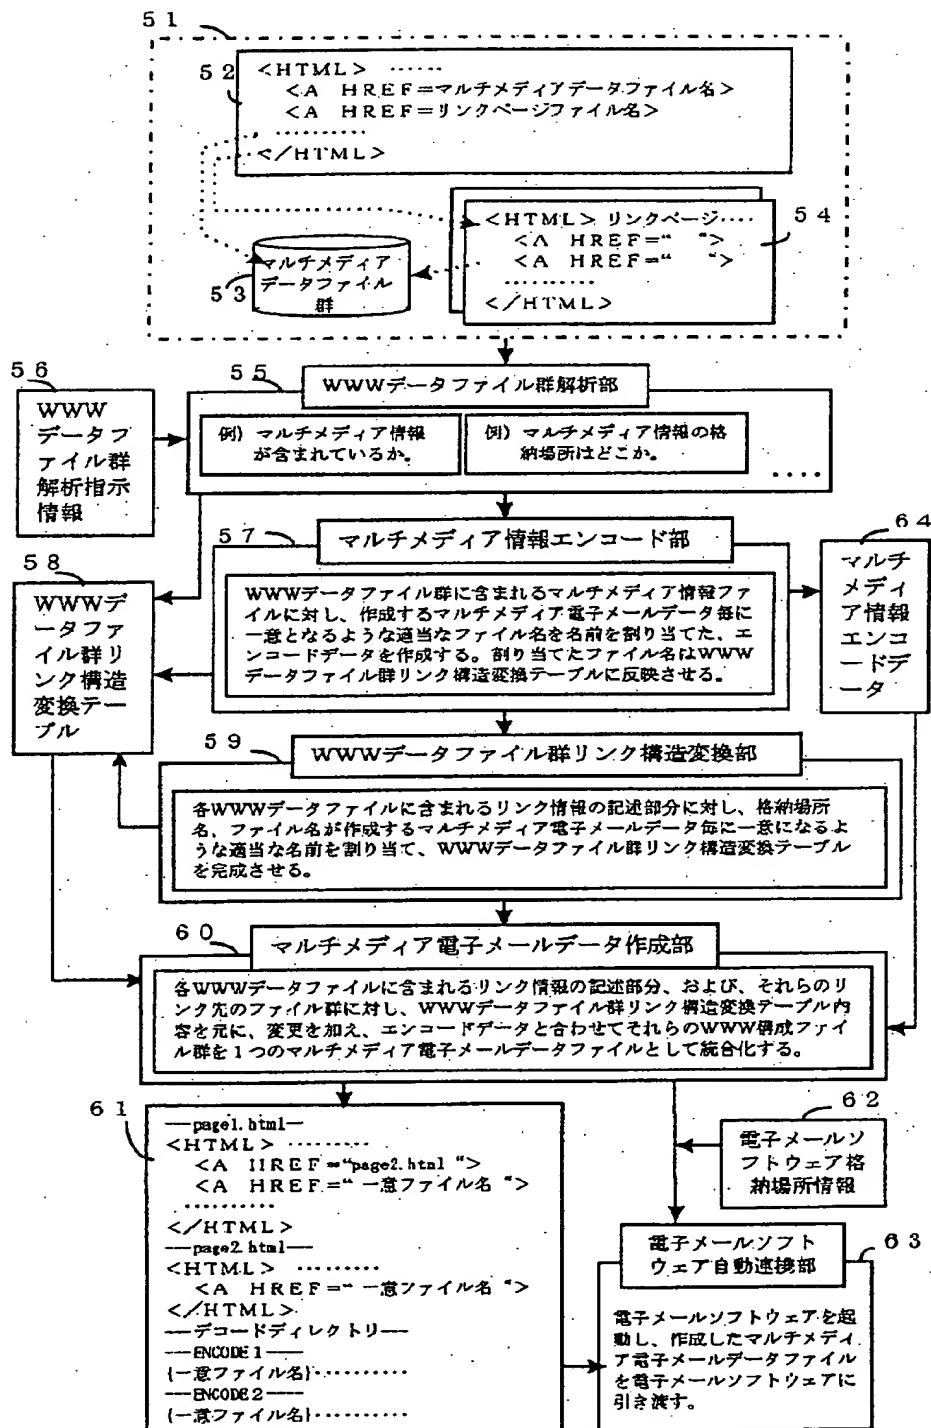 51
52
<HTML> ……
<A HREF=マルチメディアデータファイル名>
<A HREF=リンクページファイル名>
…………
</HTML>
54
<HTML> リンクページ‥‥
<A HREF=“ ”>
<A HREF=“ ”>
…………
</HTML>
マルチメディア
データファイル
群
53
56
WWW
データフ
ァイル群
解析指示
情報
55
WWWデータファイル群解析部
例）マルチメディア情報
が含まれているか。
例）マルチメディア情報の格
納場所はどこか。
‥‥
57
マルチメディア情報エンコード部
WWWデータファイル群に含まれるマルチメディア情報ファ
イルに対し、作成するマルチメディア電子メールデータ毎に
一意となるような適当なファイル名を名前を割り当てた、エ
ンコードデータを作成する。割り当てたファイル名はWWW
データファイル群リンク構造変換テーブルに反映させる。
64
マルチ
メディ
ア情報
エンコ
ードデ
ータ
58
WWWデ
ータファ
イル群リ
ンク構造
変換テー
ブル
59
WWWデータファイル群リンク構造変換部
各WWWデータファイルに含まれるリンク情報の記述部分に対し、格納場所
名、ファイル名が作成するマルチメディア電子メールデータ毎に一意になるよ
うな適当な名前を割り当て、WWWデータファイル群リンク構造変換テーブル
を完成させる。
60
マルチメディア電子メールデータ作成部
各WWWデータファイルに含まれるリンク情報の記述部分、および、それらのリ
ンク先のファイル群に対し、WWWデータファイル群リンク構造変換テーブル内
容を元に、変更を加え、エンコードデータと合わせてそれらのWWW構成ファイ
ル群を１つのマルチメディア電子メールデータファイルとして統合化する。
61
—page1.html—
<HTML> ………
<A HREF=“page2.html ”>
<A HREF=“ 一意ファイル名 ”>
…………
</HTML>
—page2.html—
<HTML> ………
<A HREF=“ 一意ファイル名 ”>
</HTML>
—デコードディレクトリ—
—ENCODE1—
{一意ファイル名}…………
—ENCODE2—
{一意ファイル名}…………
62
電子メールソ
フトウェア格
納場所情報
63
電子メールソフト
ウェア自動連携部
電子メールソフトウェアを起
動し、作成したマルチメディ
ア電子メールデータファイル
を電子メールソフトウェアに
引き渡す。